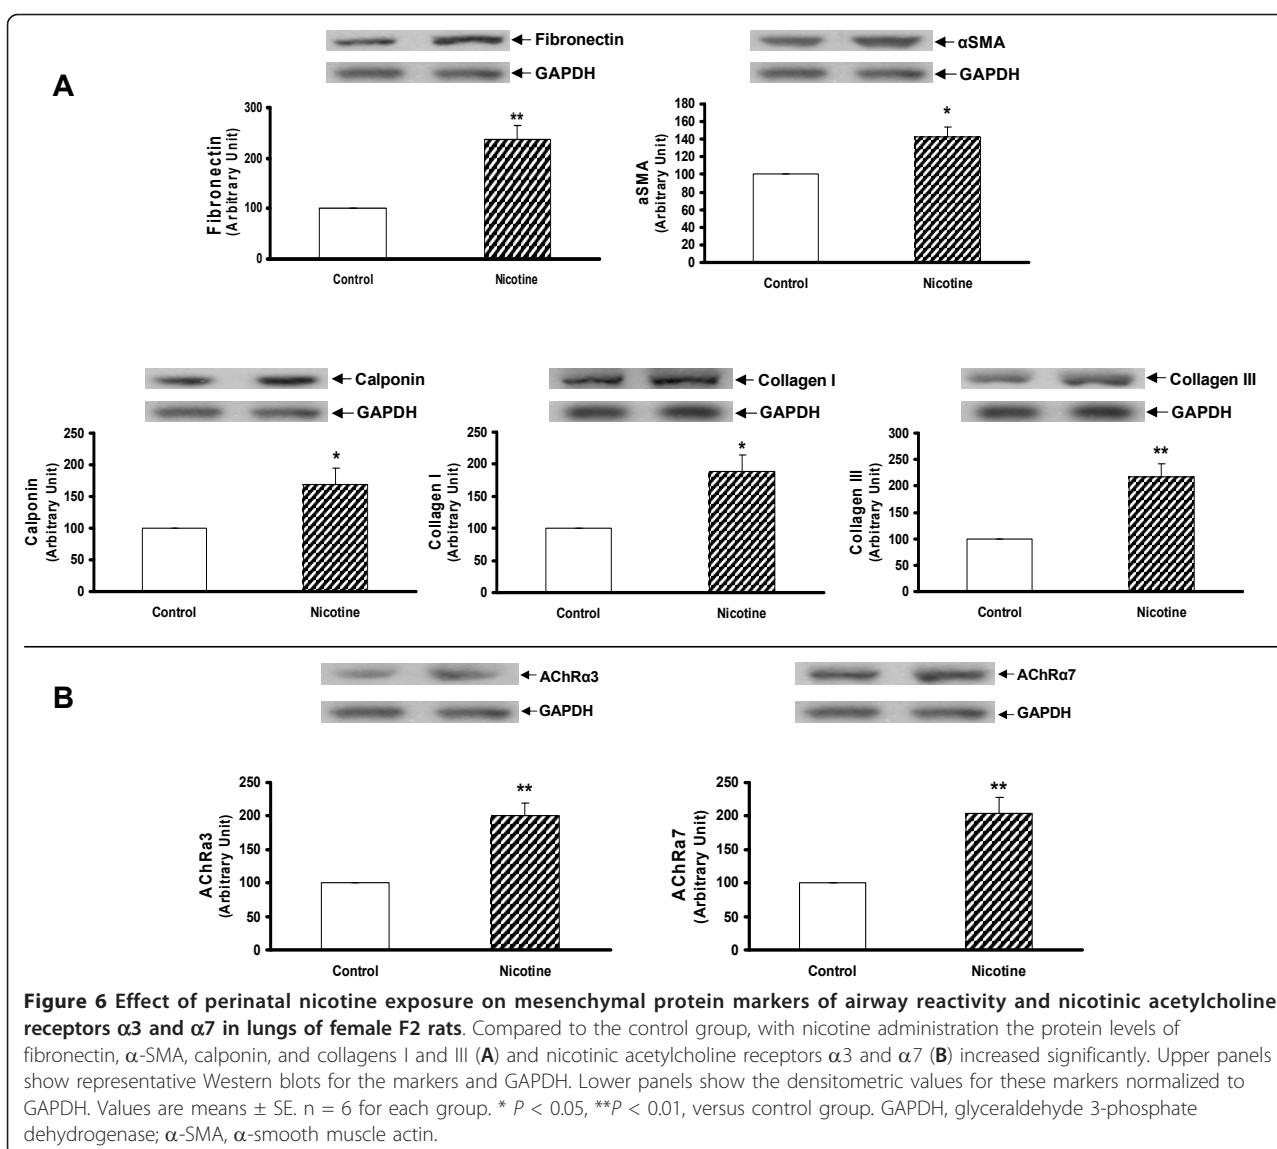 A
Fibronectin
GAPDH
300
200
100
0
Fibronectin
(Arbitrary Unit)
**
Control
Nicotine
αSMA
GAPDH
180
160
140
120
100
80
60
40
20
0
aSMA
(Arbitrary Unit)
*
Control
Nicotine
Calponin
GAPDH
250
200
150
100
50
0
Calponin
(Arbitrary Unit)
*
Control
Nicotine
Collagen I
GAPDH
250
200
150
100
50
0
Collagen I
(Arbitrary Unit)
*
Control
Nicotine
Collagen III
GAPDH
300
250
200
150
100
50
0
Collagen III
(Arbitrary Unit)
**
Control
Nicotine
B
AChRα3
GAPDH
250
200
150
100
50
0
AChRa3
(Arbitrary Unit)
**
Control
Nicotine
AChRα7
GAPDH
250
200
150
100
50
0
AChRa7
(Arbitrary Unit)
**
Control
Nicotine
Figure 6 Effect of perinatal nicotine exposure on mesenchymal protein markers of airway reactivity and nicotinic acetylcholine
receptors α3 and α7 in lungs of female F2 rats. Compared to the control group, with nicotine administration the protein levels of
fibronectin, α-SMA, calponin, and collagens I and III (A) and nicotinic acetylcholine receptors α3 and α7 (B) increased significantly. Upper panels
show representative Western blots for the markers and GAPDH. Lower panels show the densitometric values for these markers normalized to
GAPDH. Values are means ± SE. n = 6 for each group. * P < 0.05, **P < 0.01, versus control group. GAPDH, glyceraldehyde 3-phosphate
dehydrogenase; α-SMA, α-smooth muscle actin.